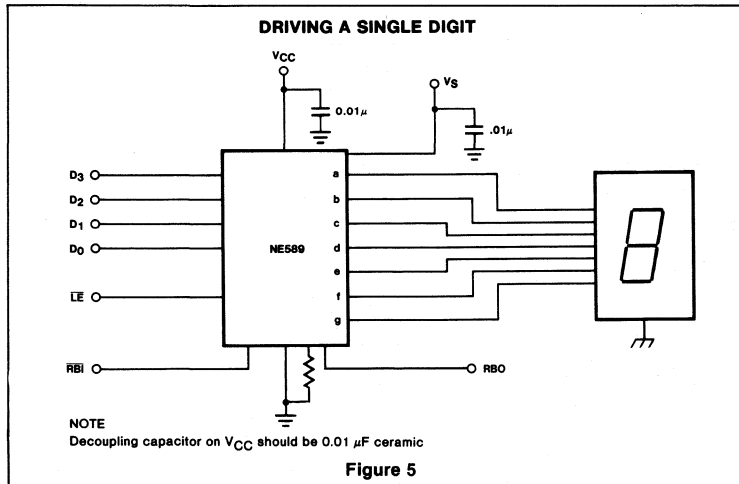 DRIVING A SINGLE DIGIT
VCC
0.01μ
VS
.01μ
D3
D2
D1
D0
LE
RBI
NE589
a
b
c
d
e
f
g
RBO
NOTE
Decoupling capacitor on VCC should be 0.01 μF ceramic
Figure 5